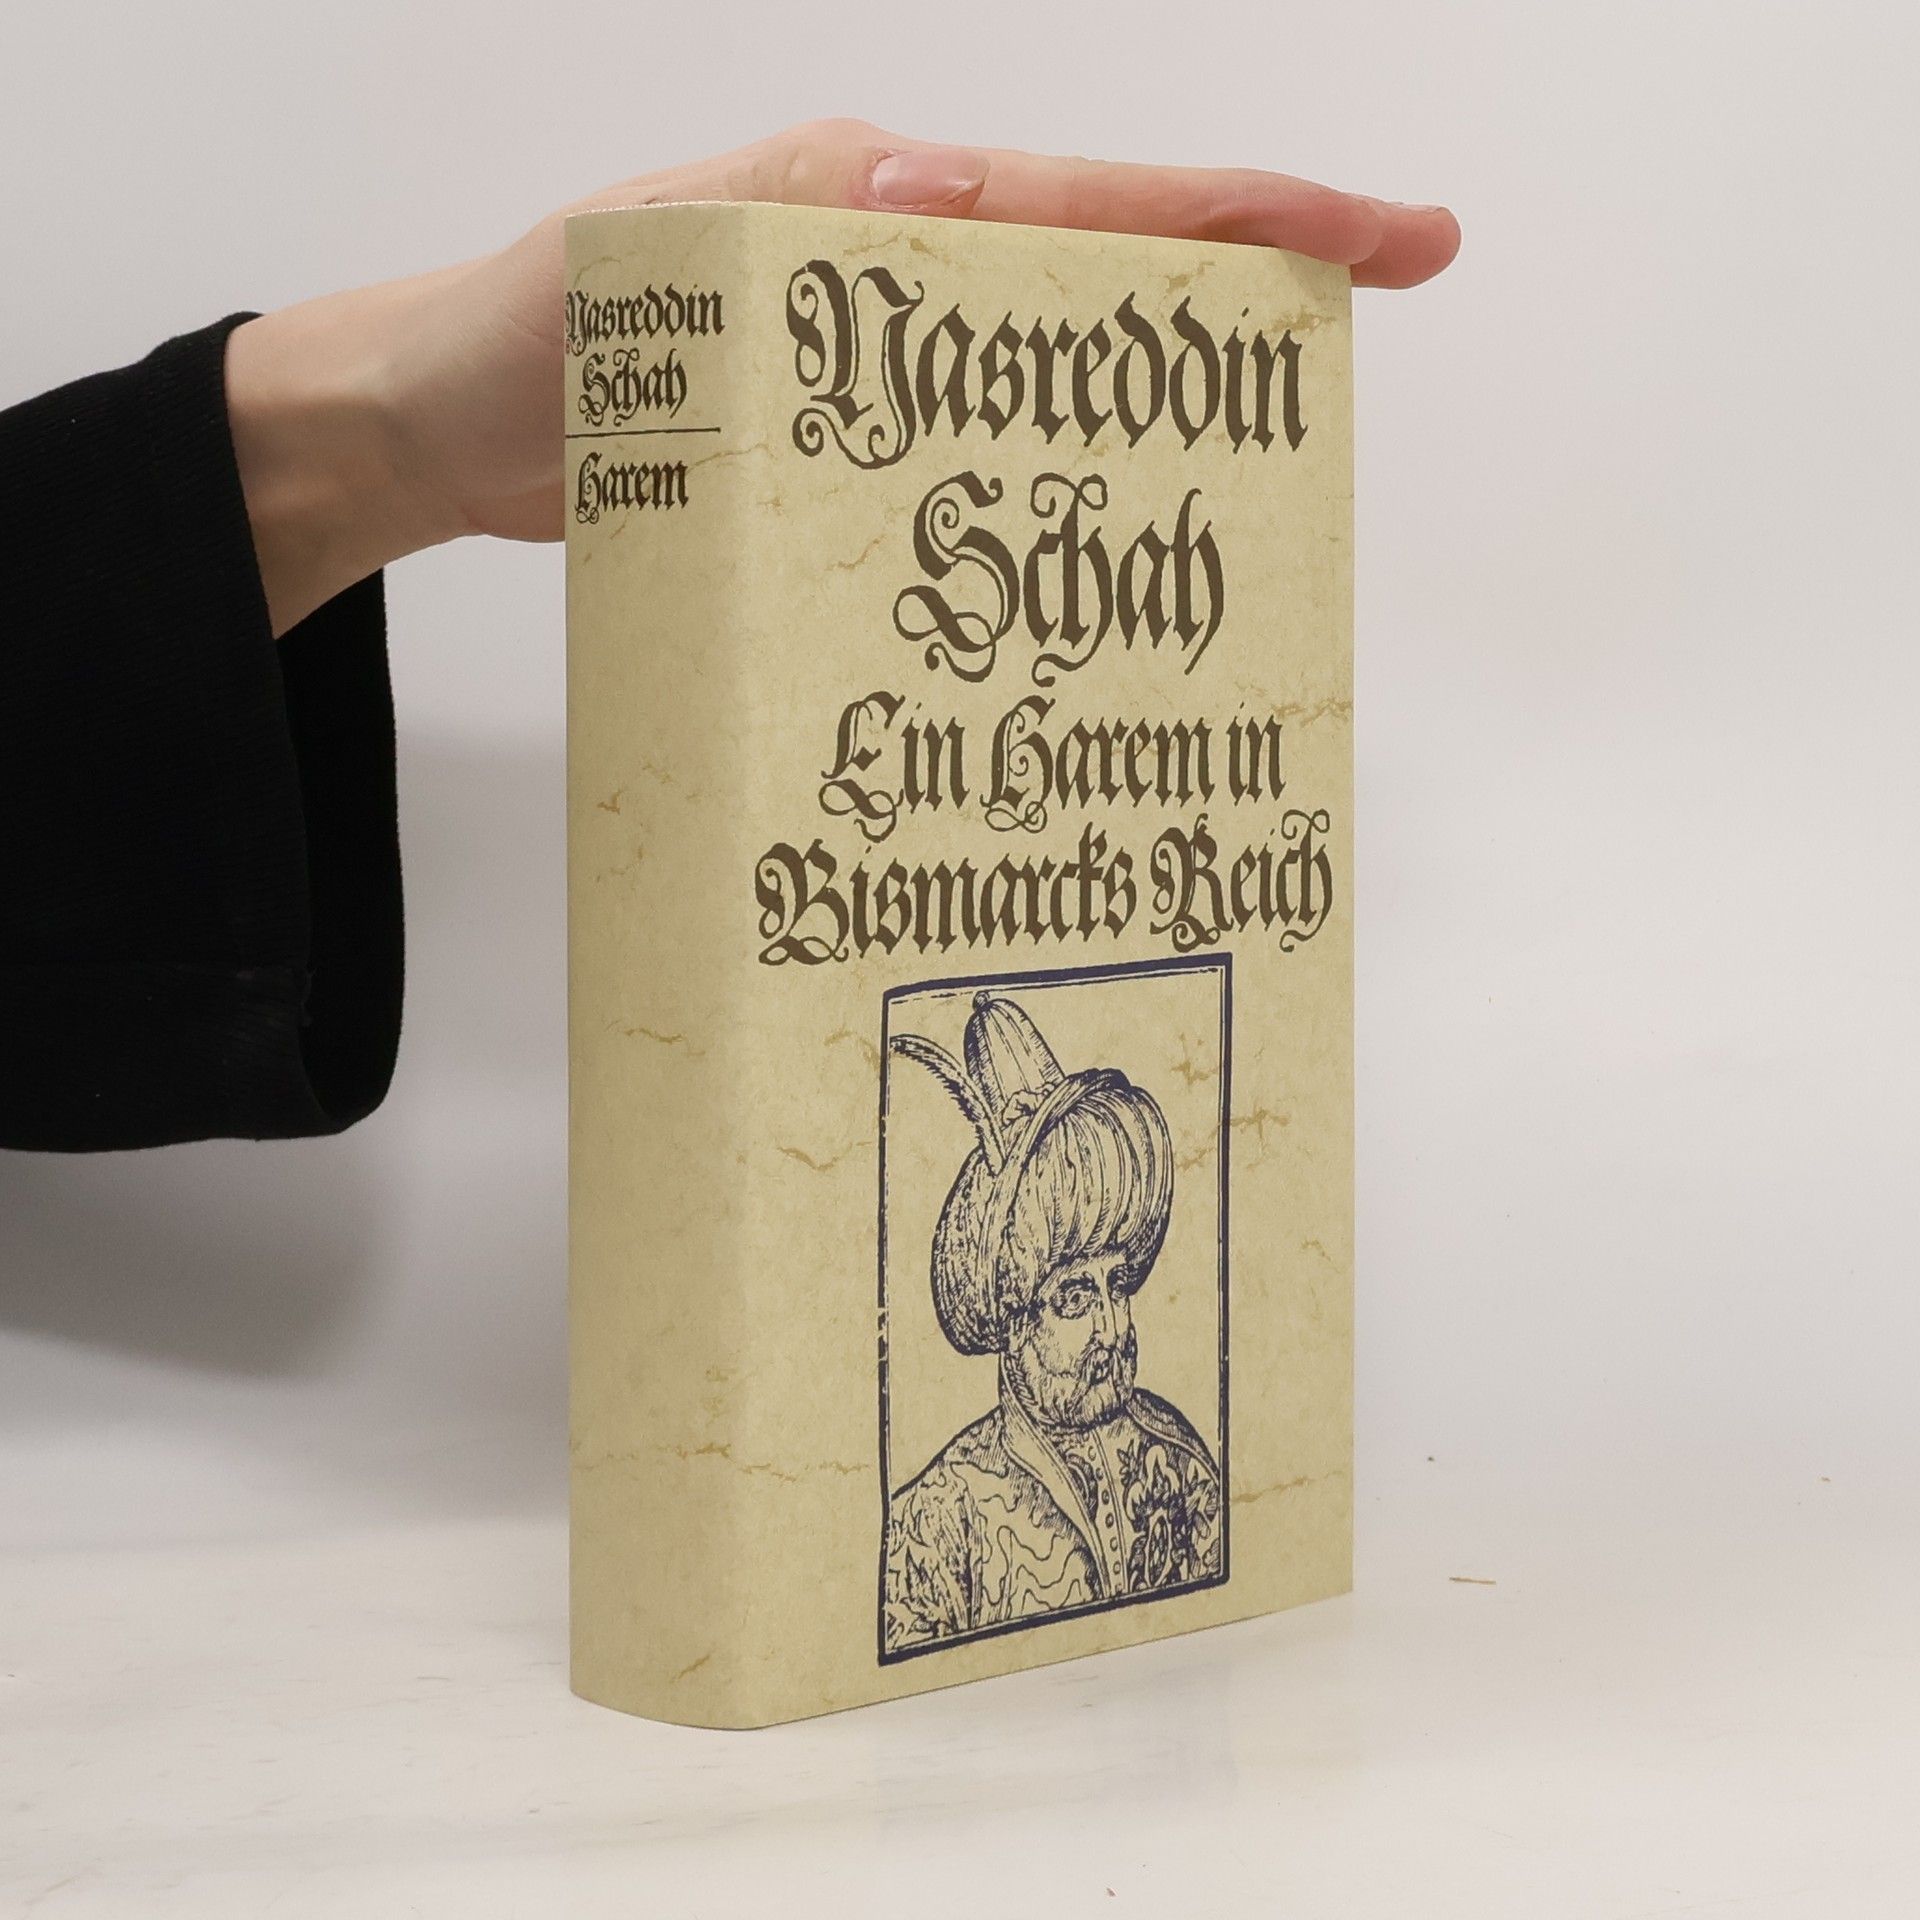 Nasreddin
Schah
Harem
Nasreddin
Schah
Ein Harem in
Bismarcks Reich